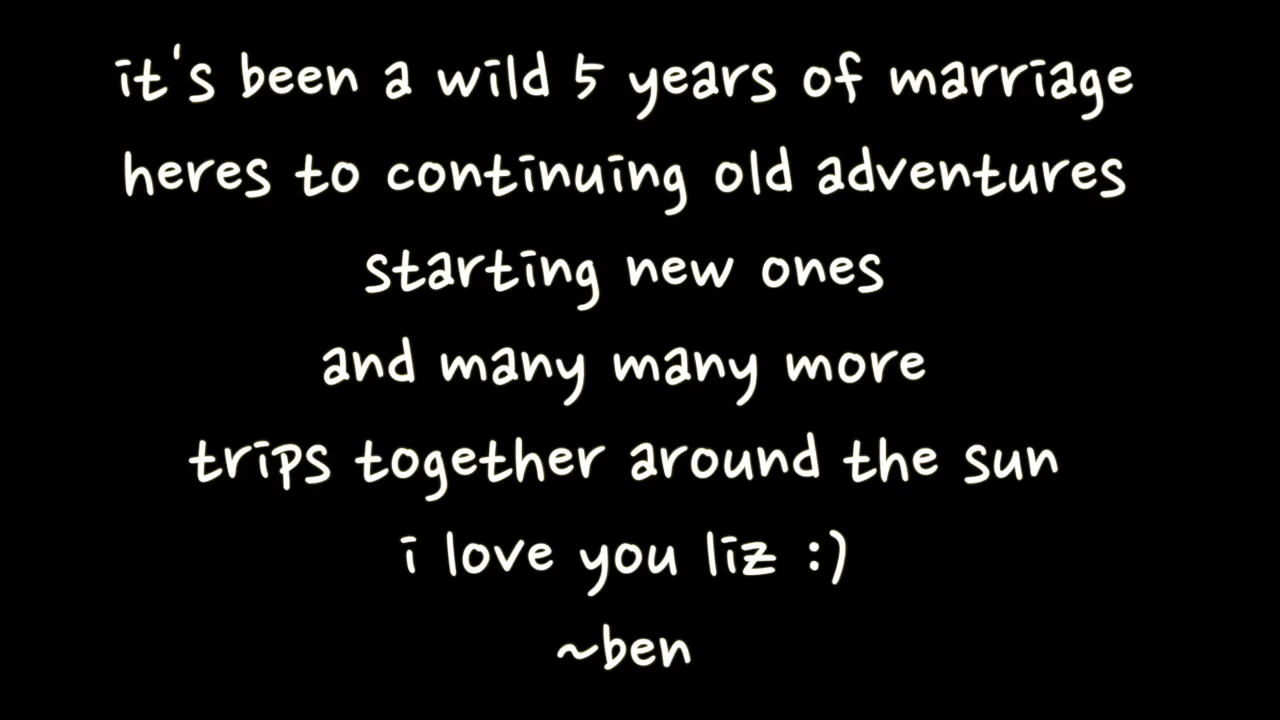 it's been a wild 5 years of marriage
heres to continuing old adventures
starting new ones
and many many more
trips together around the sun
i love you liz :)
~ben